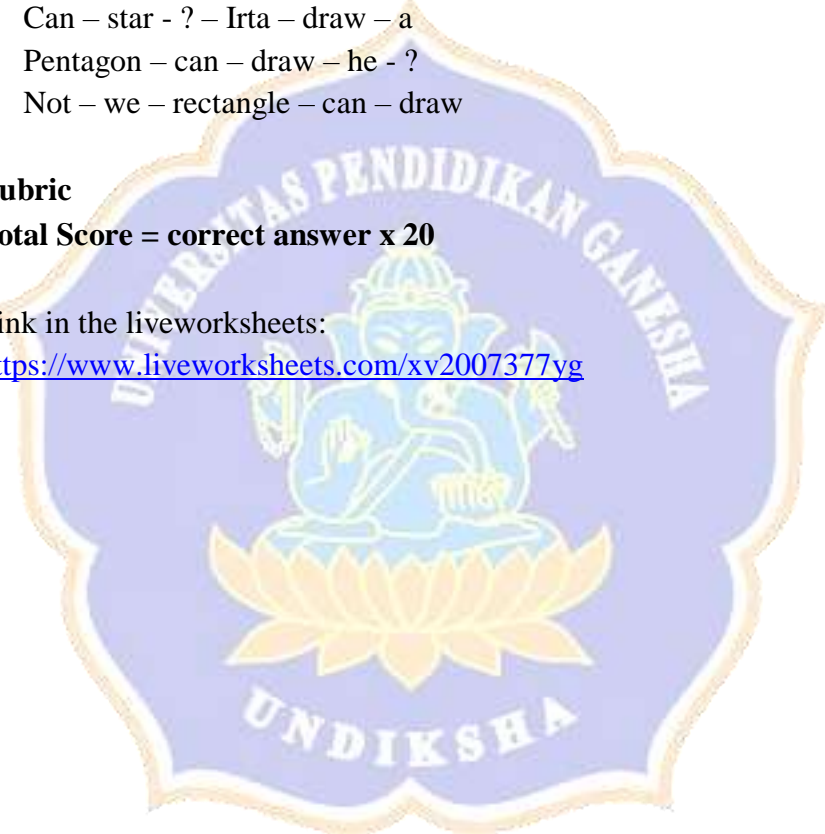 Can – star - ? – Irta – draw – a
Pentagon – can – draw – he - ?
Not – we – rectangle – can – draw
ubric
otal Score = correct answer x 20
ink in the liveworksheets:
ttps://www.liveworksheets.com/xv2007377yg
UNIVERSITAS PENDIDIKAN GANESHA
UNDIKSHA